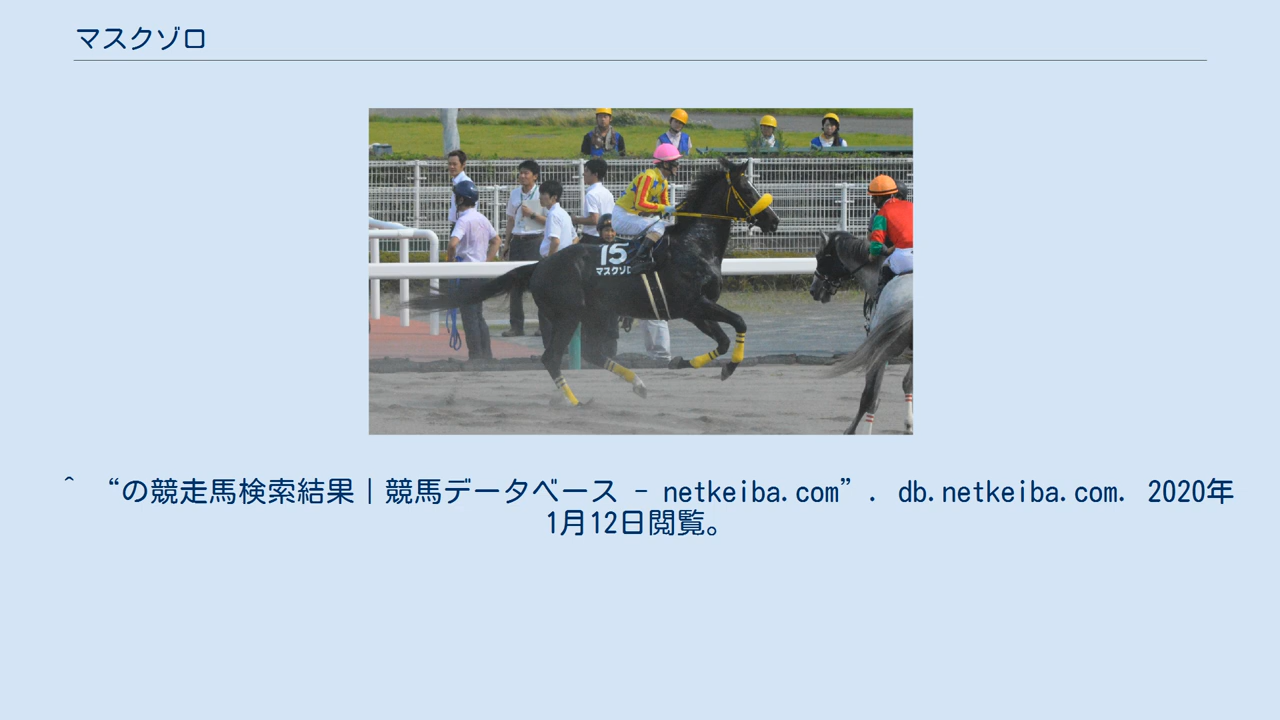 マスクゾロ
15
マスクゾロ
^ “の競走馬検索結果｜競馬データベース - netkeiba.com”. db.netkeiba.com. 2020年
1月12日閲覧。